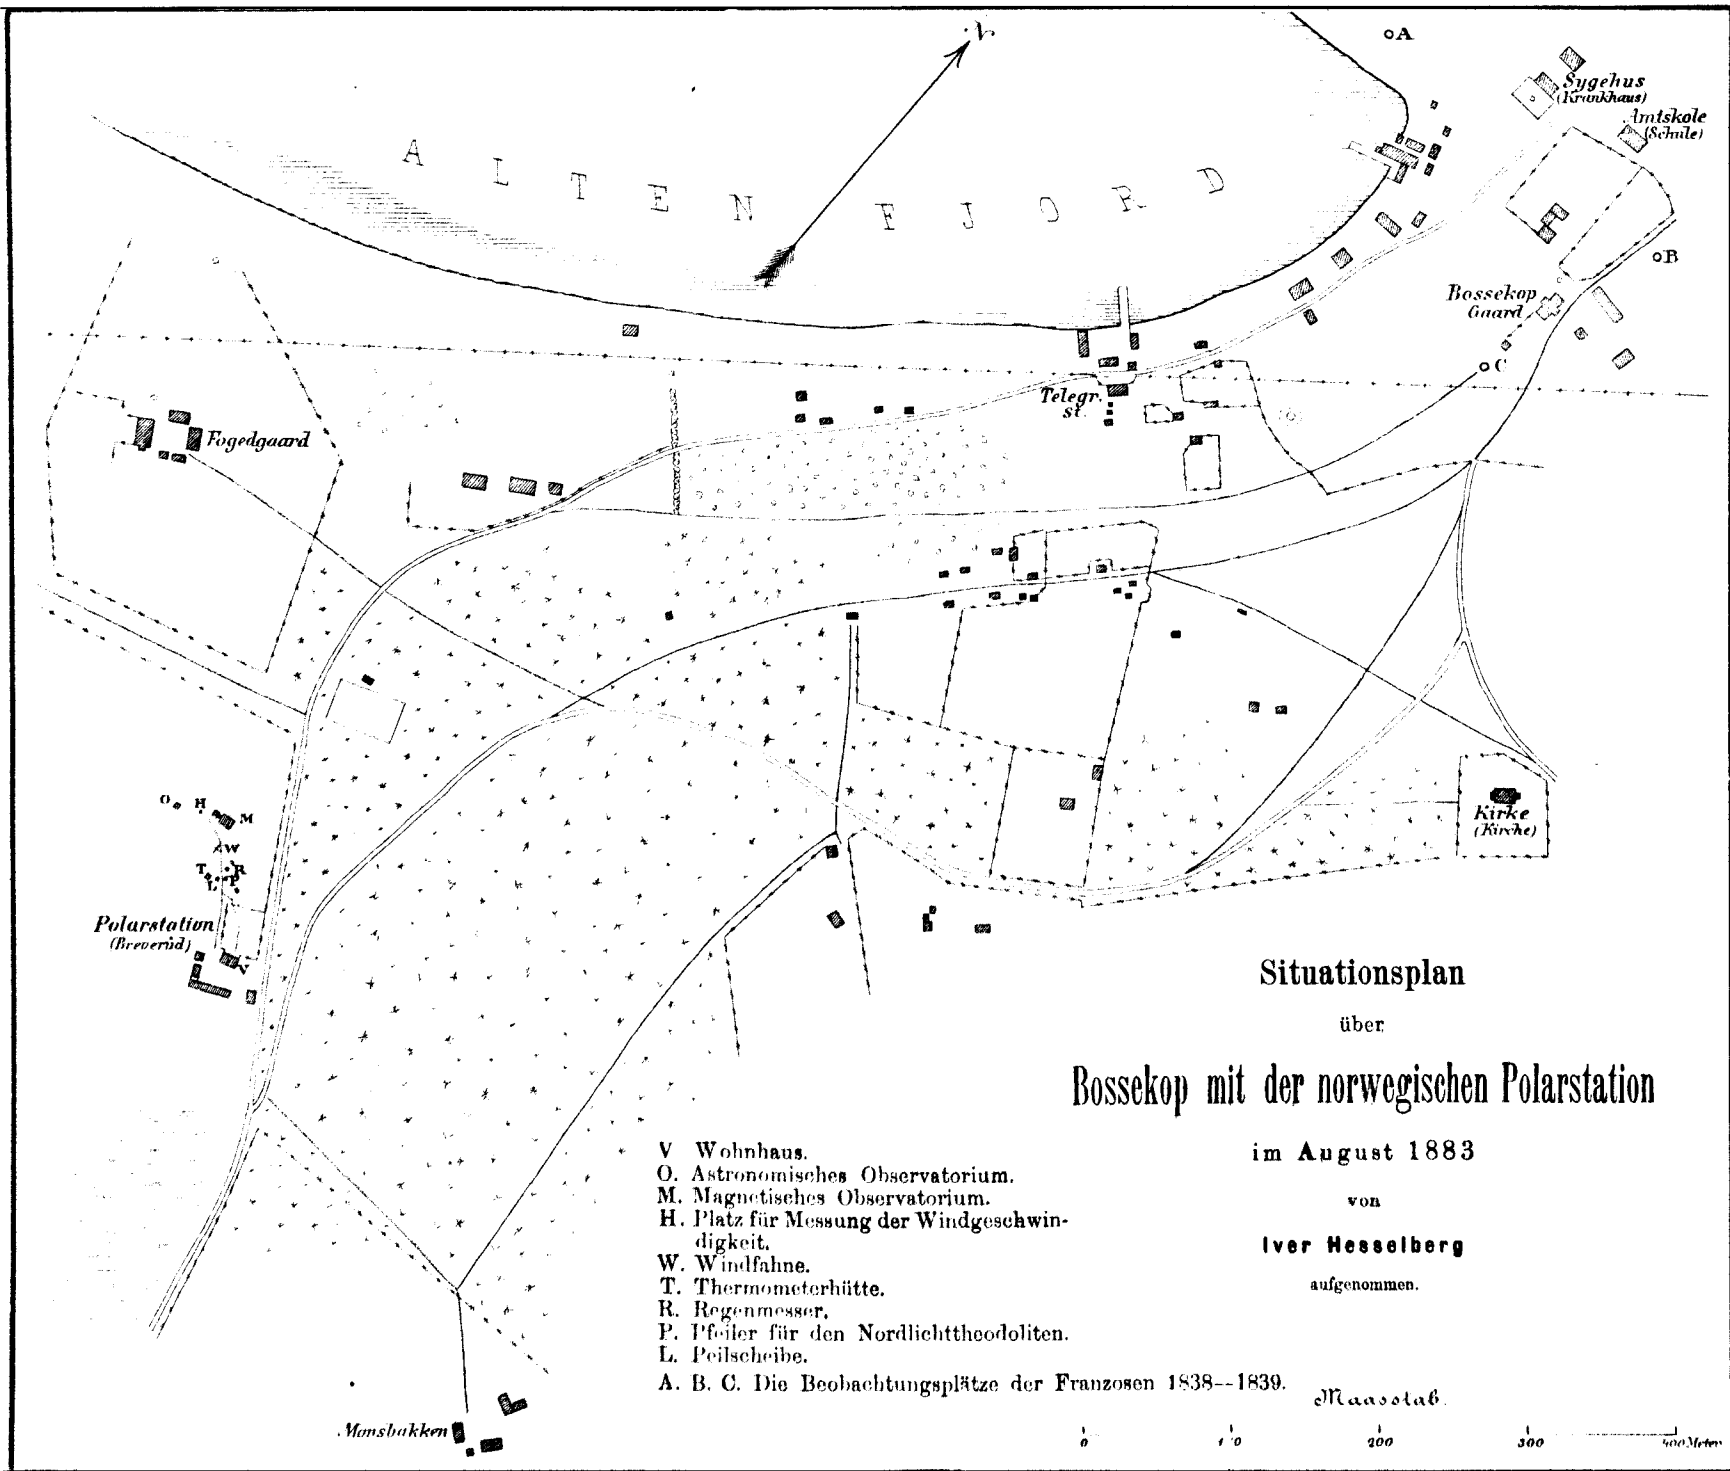 N
A
Sygehus
(Krankhaus)
Amtskole
(Schule)
ALTEN FJORD
B
Bossekop
Gaard
C
Telegr.
st.
Fogedgaard
O
H
M
W
T
R
L
P
Kirke
(Kirche)
Polarstation
(Breverud)
V
Situationsplan
über
Bossekop mit der norwegischen Polarstation
im August 1883
von
Iver Hesselberg
aufgenommen.
V Wohnhaus.
O. Astronomisches Observatorium.
M. Magnetisches Observatorium.
H. Platz für Messung der Windgeschwin-
digkeit.
W. Windfahne.
T. Thermometerhütte.
R. Regenmesser.
P. Pfeiler für den Nordlichttheodoliten.
L. Peilscheibe.
A. B. C. Die Beobachtungsplätze der Franzosen 1838--1839.
Maasstab.
0 100 200 300 400 Meter
Monsbakken